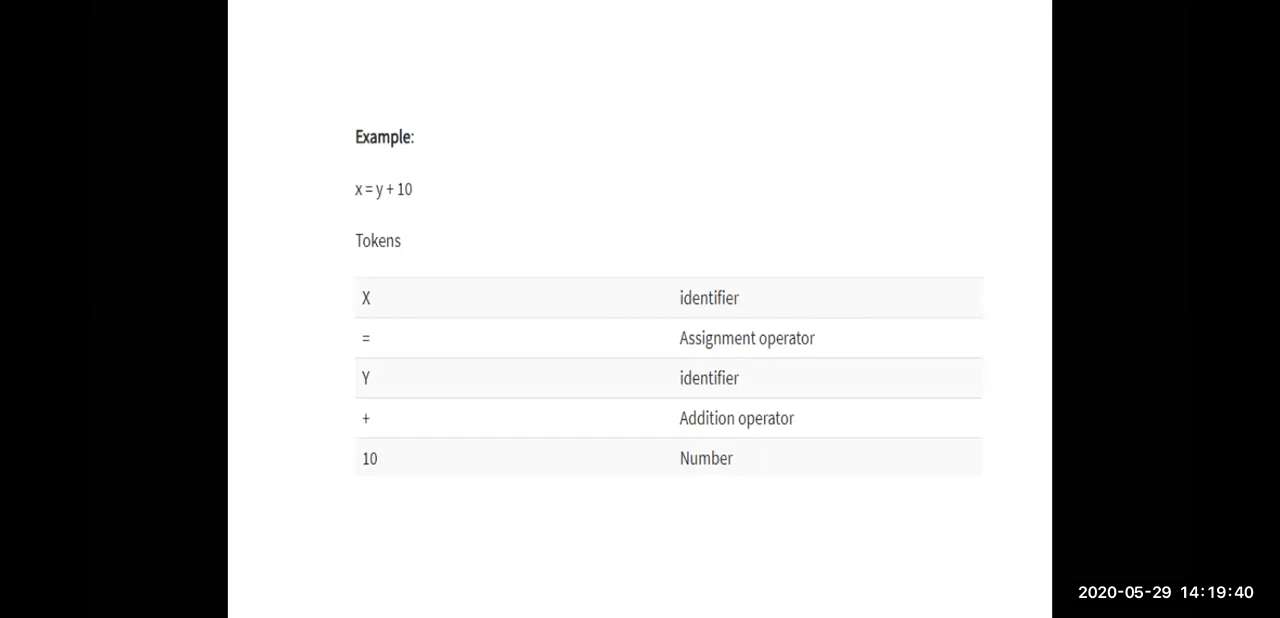 Example:
x = y + 10
Tokens
X identifier
= Assignment operator
Y identifier
+ Addition operator
10 Number
2020-05-29 14:19:40